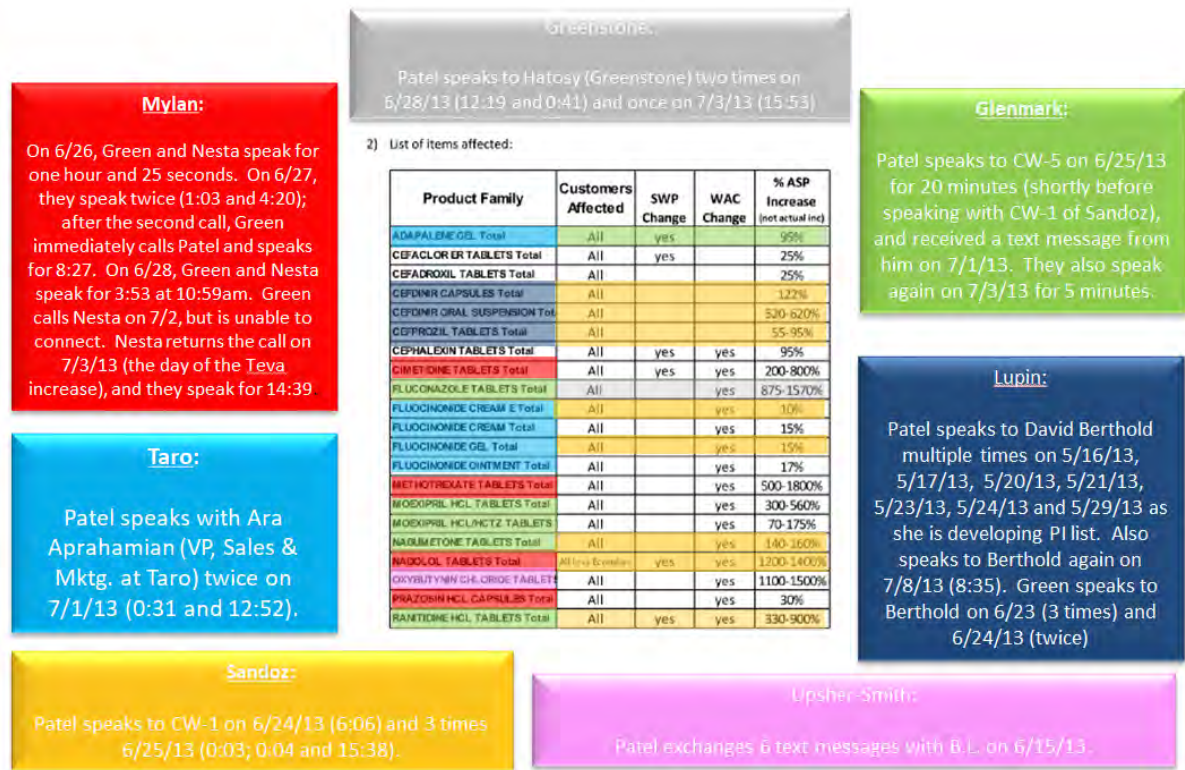 Greenstone:
Patel speaks to Hatosy (Greenstone) two times on
6/28/13 (12:19 and 0:41) and once on 7/3/13 (15:53)
Mylan:
On 6/26, Green and Nesta speak for
one hour and 25 seconds. On 6/27,
they speak twice (1:03 and 4:20);
after the second call, Green
immediately calls Patel and speaks
for 8:27. On 6/28, Green and Nesta
speak for 3:53 at 10:59am. Green
calls Nesta on 7/2, but is unable to
connect. Nesta returns the call on
7/3/13 (the day of the Teva
increase), and they speak for 14:39.
Taro:
Patel speaks with Ara
Aprahamian (VP, Sales &
Mktg. at Taro) twice on
7/1/13 (0:31 and 12:52).
2) List of items affected:
Product Family Customers Affected SWP Change WAC Change % ASP Increase (not actual inc)
ADAPALENE GEL Total All yes 95%
CEFACLOR ER TABLETS Total All yes 25%
CEFADROXIL TABLETS Total All 25%
CEFDINIR CAPSULES Total All 122%
CEFDINIR ORAL SUSPENSION Tot All 520-620%
CEFPROZIL TABLETS Total All 55-95%
CEPHALEXIN TABLETS Total All yes yes 95%
CIMETIDINE TABLETS Total All yes yes 200-800%
FLUCONAZOLE TABLETS Total All yes 875-1570%
FLUOCINONIDE CREAM E Total All yes 10%
FLUOCINONIDE CREAM Total All yes 15%
FLUOCINONIDE GEL Total All yes 15%
FLUOCINONIDE OINTMENT Total All yes 17%
METHOTREXATE TABLETS Total All yes 500-1800%
MOEXIPRIL HCL TABLETS Total All yes 300-560%
MOEXIPRIL HCL/HCTZ TABLETS All yes 70-175%
NABUMETONE TABLETS Total All yes 140-160%
NADOLOL TABLETS Total yes yes 1200-1400%
OXYBUTYNIN CHLORIDE TABLETS All yes 1100-1500%
PRAZOSIN HCL CAPSULES Total All yes 30%
RANITIDINE HCL TABLETS Total All yes yes 330-900%
Glenmark:
Patel speaks to CW-5 on 6/25/13
for 20 minutes (shortly before
speaking with CW-1 of Sandoz),
and received a text message from
him on 7/1/13. They also speak
again on 7/3/13 for 5 minutes.
Lupin:
Patel speaks to David Berthold
multiple times on 5/16/13,
5/17/13, 5/20/13, 5/21/13,
5/23/13, 5/24/13 and 5/29/13 as
she is developing PI list. Also
speaks to Berthold again on
7/8/13 (8:35). Green speaks to
Berthold on 6/23 (3 times) and
6/24/13 (twice)
Sandoz:
Patel speaks to CW-1 on 6/24/13 (6:06) and 3 times
6/25/13 (0:03; 0:04 and 15:38).
Upsher-Smith:
Patel exchanges 6 text messages with B.L. on 6/15/13.